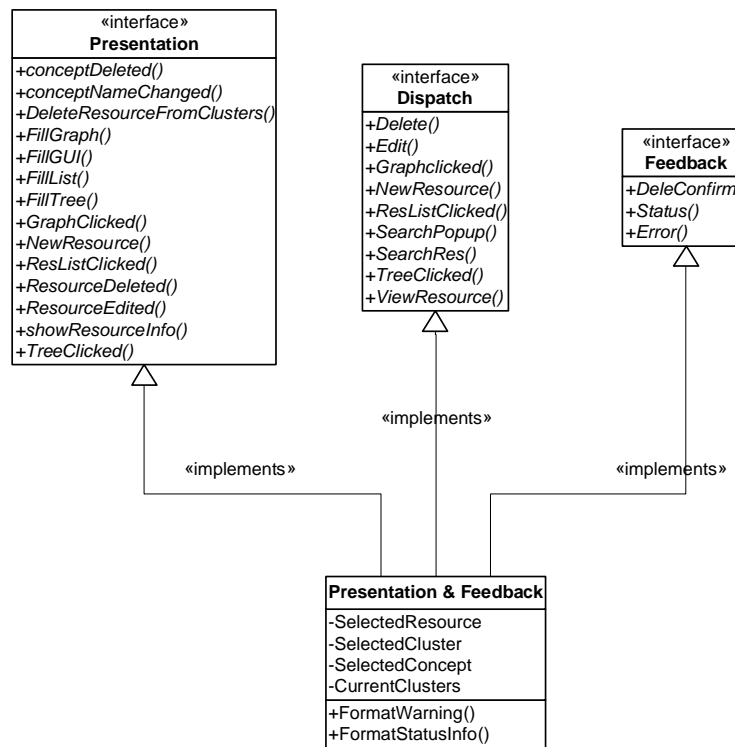 «interface»
Presentation
+conceptDeleted()
+conceptNameChanged()
+DeleteResourceFromClusters()
+FillGraph()
+FillGUI()
+FillList()
+FillTree()
+GraphClicked()
+NewResource()
+ResListClicked()
+ResourceDeleted()
+ResourceEdited()
+showResourceInfo()
+TreeClicked()
«interface»
Dispatch
+Delete()
+Edit()
+Graphclicked()
+NewResource()
+ResListClicked()
+SearchPopup()
+SearchRes()
+TreeClicked()
+ViewResource()
«interface»
Feedback
+DeleConfirm
+Status()
+Error()
«implements»
«implements»
«implements»
Presentation & Feedback
-SelectedResource
-SelectedCluster
-SelectedConcept
-CurrentClusters
+FormatWarning()
+FormatStatusInfo()